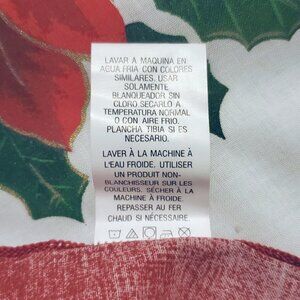 LAVAR A MAQUINA EN
AGUA FRIA CON COLORES
SIMILARES. USAR
SOLAMENTE
BLANQUEADOR SIN
CLORO. SECARLO A
TEMPERATURA NORMAL
O CON AIRE FRIO.
PLANCHA TIBIA SI ES
NECESARIO.
LAVER À LA MACHINE À
L'EAU FROIDE. UTILISER
UN PRODUIT NON-
BLANCHISSEUR SUR LES
COULEURS. SÉCHER À LA
MACHINE À FROID
REPASSER AU FER
CHAUD SI NÉCESSAIRE.